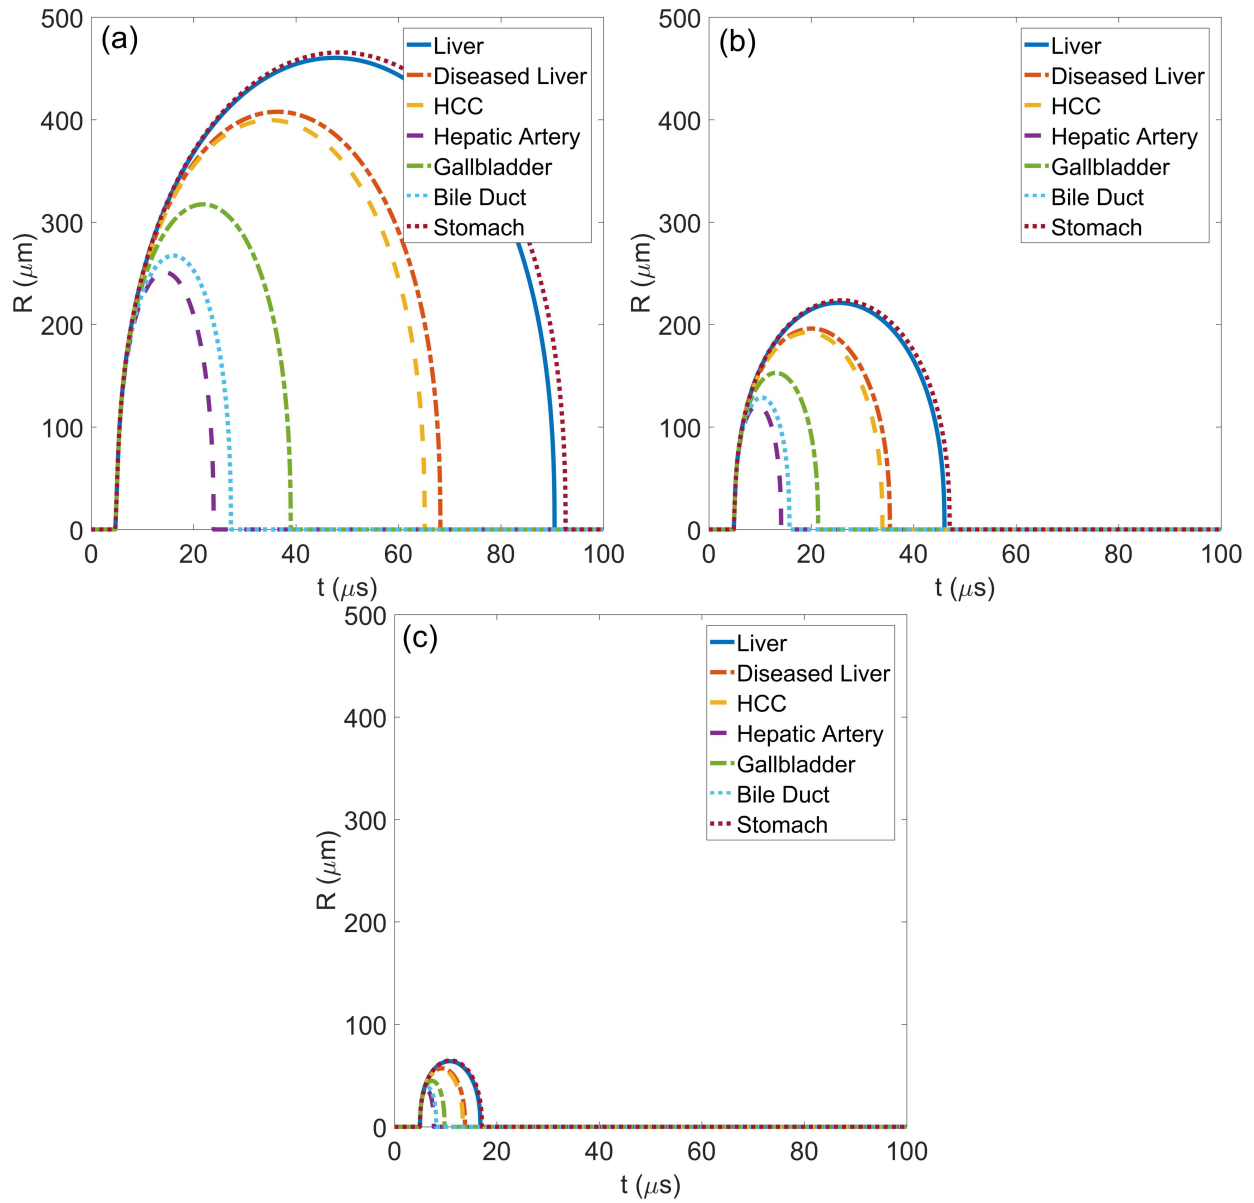 (a)
500
400
300
200
100
0
R (μm)
0 20 40 60 80 100
t (μs)
Liver
Diseased Liver
HCC
Hepatic Artery
Gallbladder
Bile Duct
Stomach
(b)
500
400
300
200
100
0
R (μm)
0 20 40 60 80 100
t (μs)
Liver
Diseased Liver
HCC
Hepatic Artery
Gallbladder
Bile Duct
Stomach
(c)
500
400
300
200
100
0
R (μm)
0 20 40 60 80 100
t (μs)
Liver
Diseased Liver
HCC
Hepatic Artery
Gallbladder
Bile Duct
Stomach